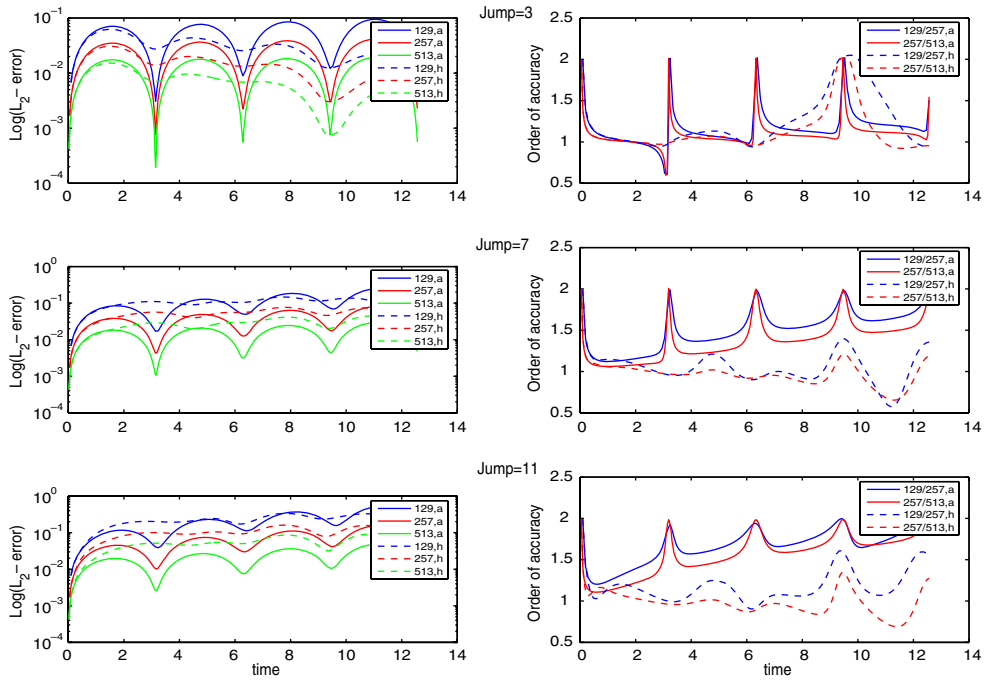 Jump=3
Log(L2− error)
10−1
10−2
10−3
10−4
0 2 4 6 8 10 12 14
129,a
257,a
513,a
129,h
257,h
513,h
Order of accuracy
2.5
2
1.5
1
0.5
0 2 4 6 8 10 12 14
129/257,a
257/513,a
129/257,h
257/513,h
Jump=7
Log(L2− error)
100
10−1
10−2
10−3
10−4
0 2 4 6 8 10 12 14
129,a
257,a
513,a
129,h
257,h
513,h
Order of accuracy
2.5
2
1.5
1
0.5
0 2 4 6 8 10 12 14
129/257,a
257/513,a
129/257,h
257/513,h
Jump=11
Log(L2− error)
100
10−1
10−2
10−3
10−4
0 2 4 6 8 10 12 14
time
129,a
257,a
513,a
129,h
257,h
513,h
Order of accuracy
2.5
2
1.5
1
0.5
0 2 4 6 8 10 12 14
time
129/257,a
257/513,a
129/257,h
257/513,h